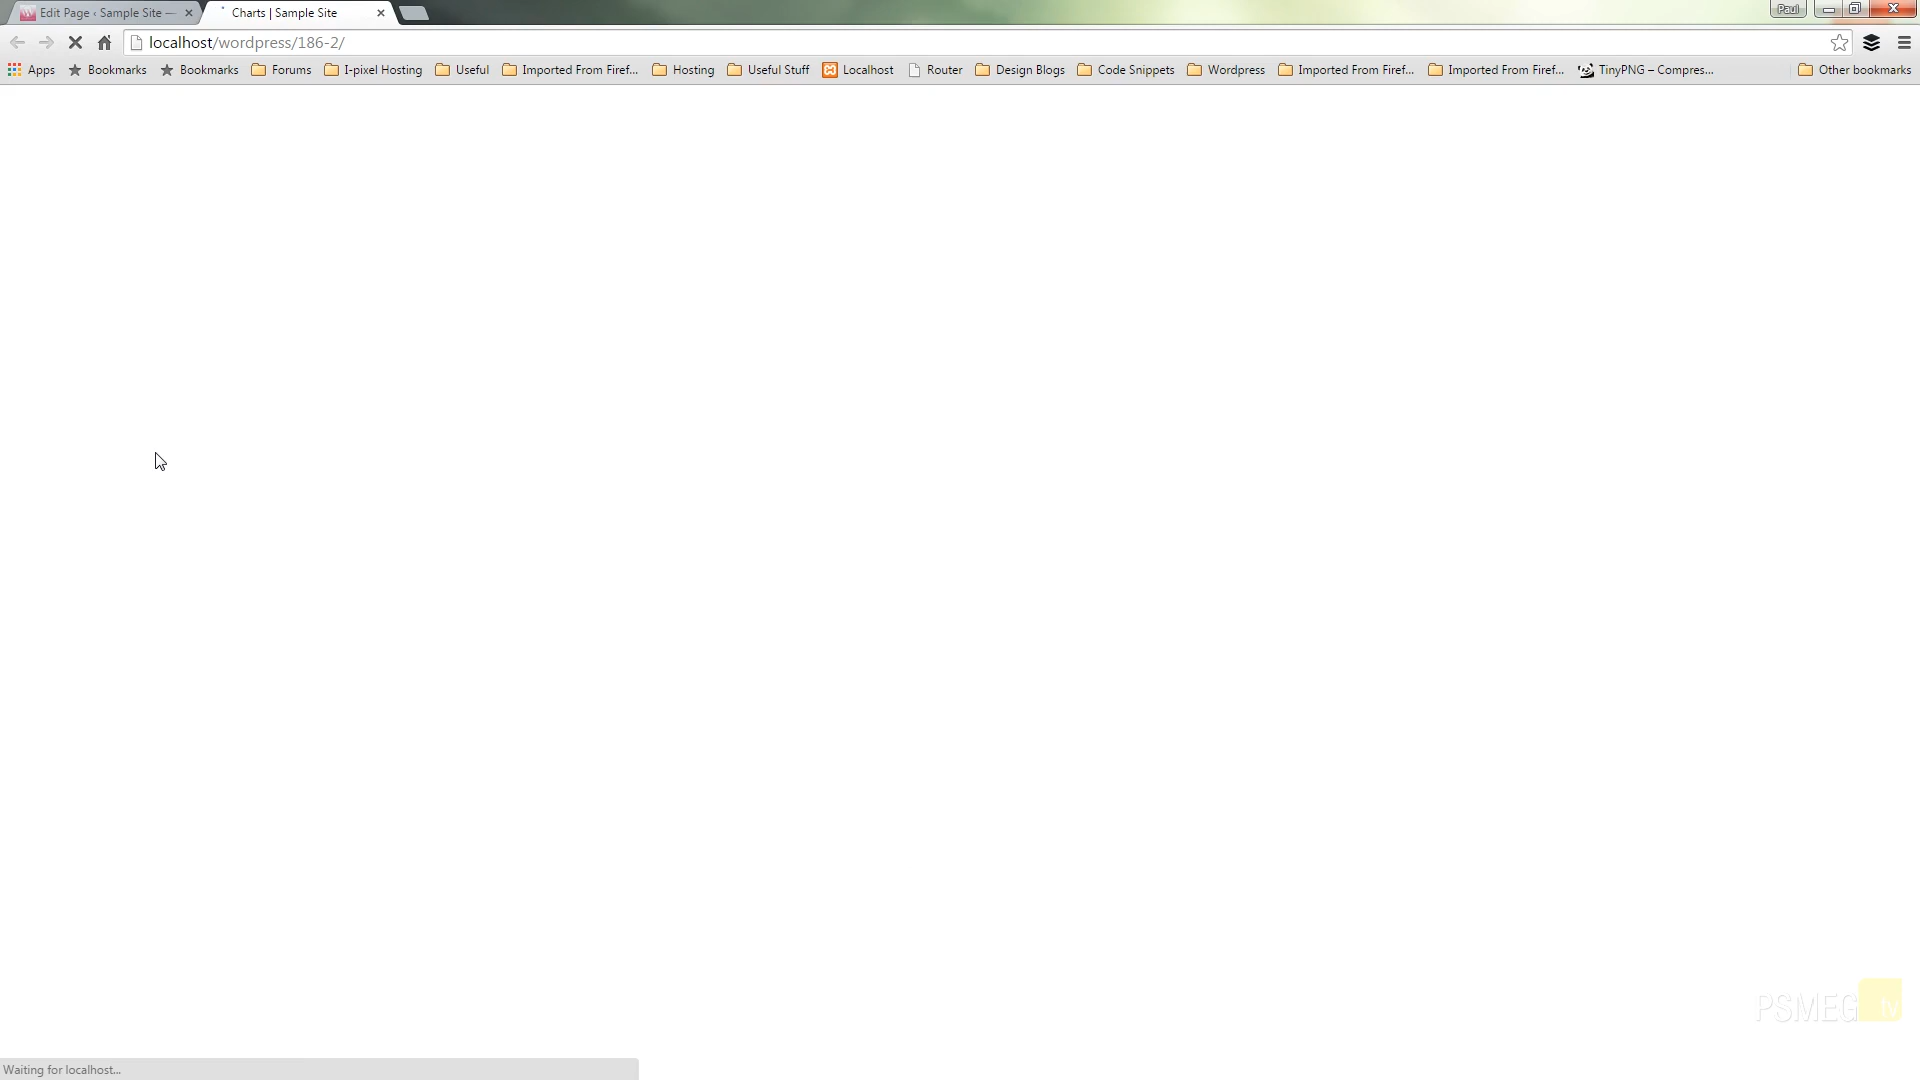 Edit Page ‹ Sample Site —
Charts | Sample Site
Paul
localhost/wordpress/186-2/
Apps Bookmarks Bookmarks Forums I-pixel Hosting Useful Imported From Firef... Hosting Useful Stuff Localhost Router Design Blogs Code Snippets Wordpress Imported From Firef... Imported From Firef... TinyPNG – Compres... Other bookmarks
PSMEG tv
Waiting for localhost...